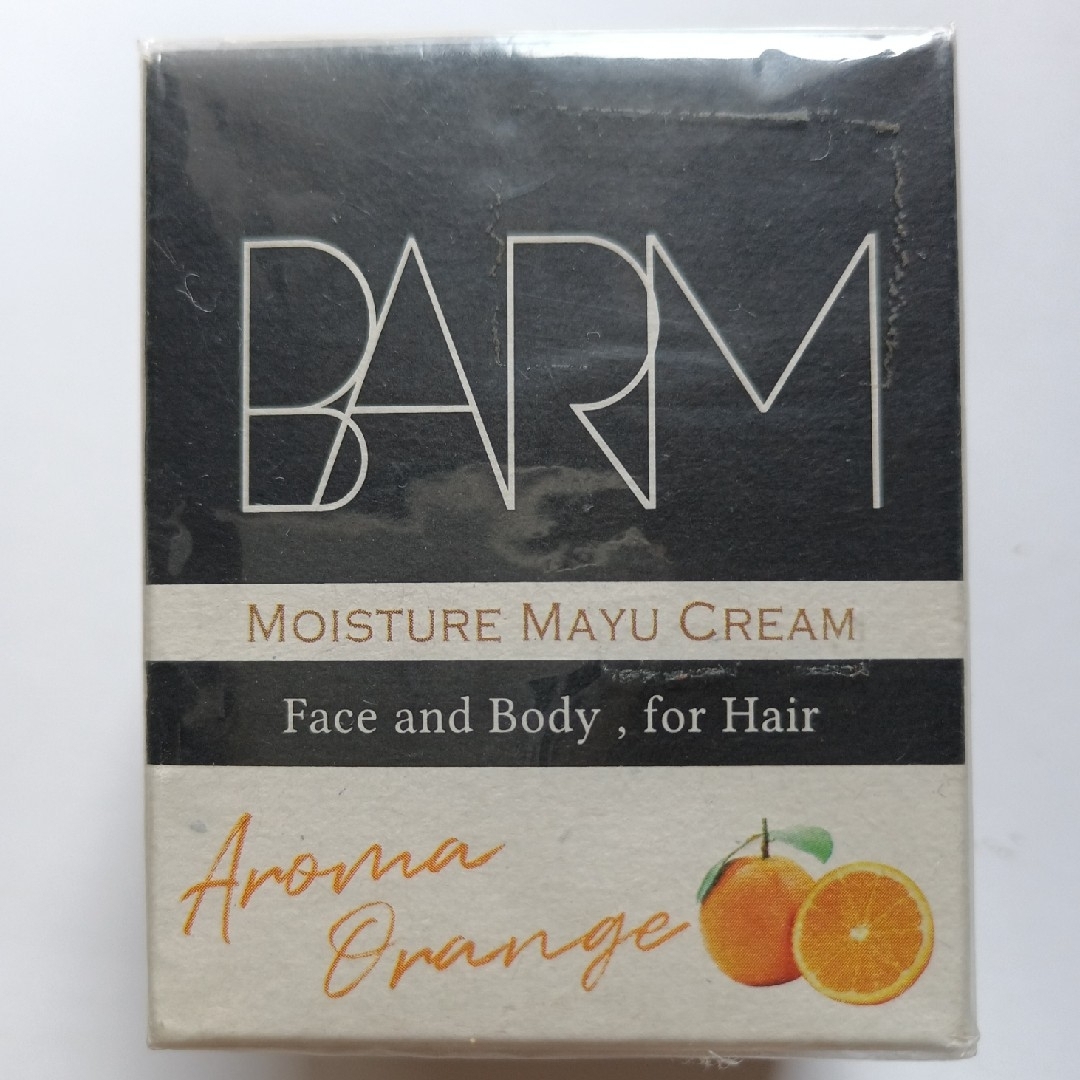 BARM
MOISTURE MAYU CREAM
Face and Body , for Hair
Aroma
Orange